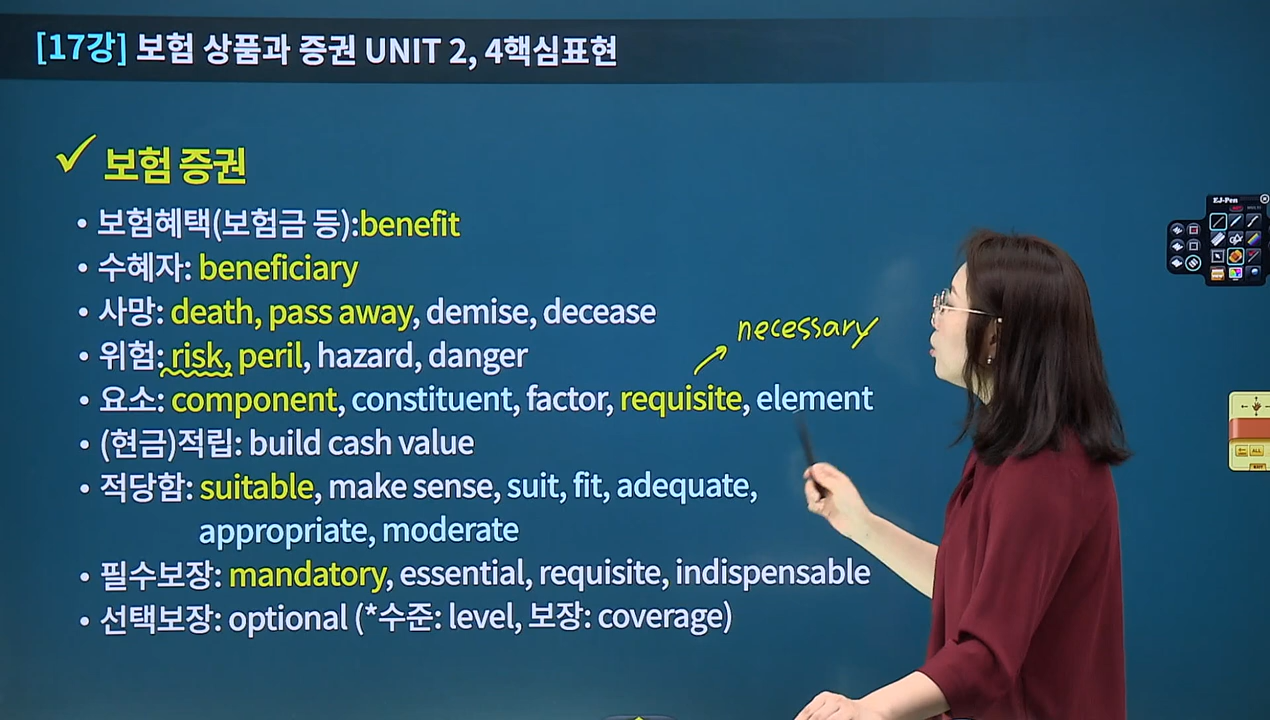 [17강] 보험 상품과 증권 UNIT 2, 4핵심표현
EJ-Pen
✓ 보험 증권
• 보험혜택(보험금 등):benefit
• 수혜자: beneficiary
• 사망: death, pass away, demise, decease
necessary
• 위험: risk, peril, hazard, danger
• 요소: component, constituent, factor, requisite, element
• (현금)적립: build cash value
• 적당함: suitable, make sense, suit, fit, adequate,
appropriate, moderate
• 필수보장: mandatory, essential, requisite, indispensable
• 선택보장: optional (*수준: level, 보장: coverage)